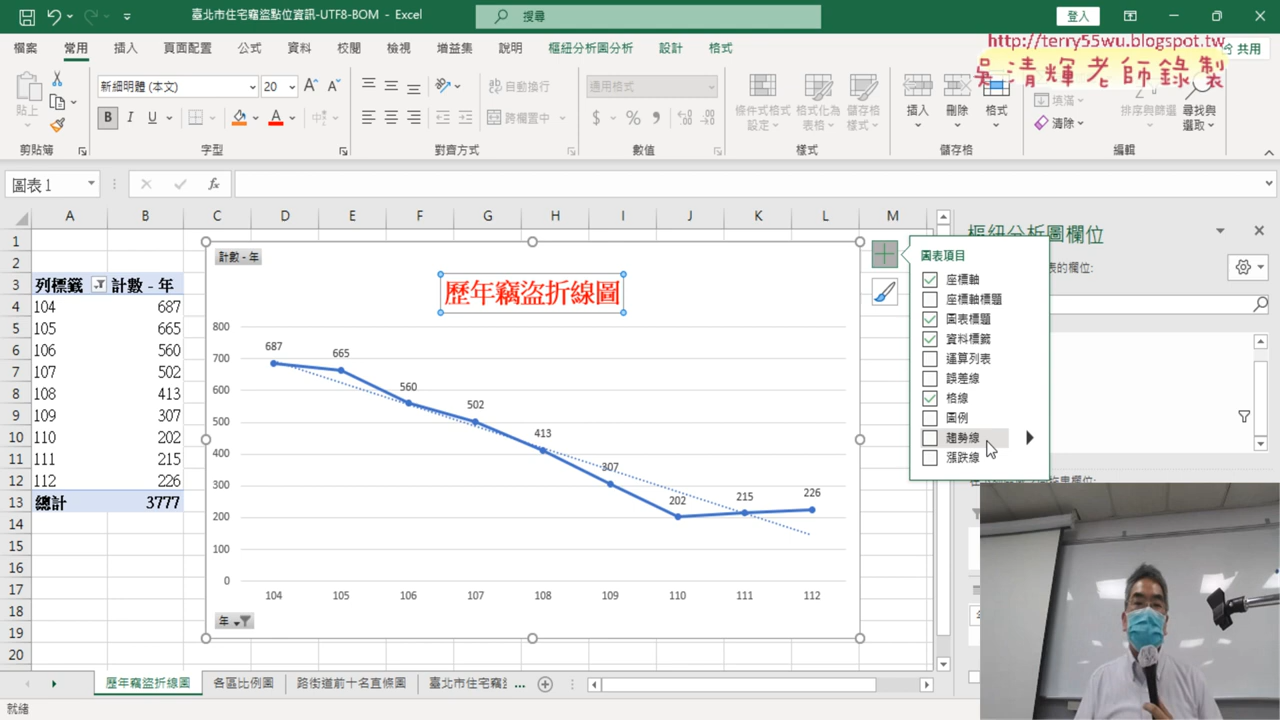 臺北市住宅竊盜點位資訊-UTF8-BOM - Excel
搜尋
登入
檔案 常用 插入 頁面配置 公式 資料 校閱 檢視 增益集 說明 樞紐分析圖分析 設計 格式
共用
http://terry55wu.blogspot.tw
吳清輝老師錄製
貼上
新細明體 (本文) 20
B I U A
自動換行
跨欄置中
通用格式
$ % 9
條件式格式設定
格式化為表格
儲存格樣式
插入 刪除 格式
填滿
清除
排序與篩選
尋找與選取
剪貼簿 字型 對齊方式 數值 樣式 儲存格 編輯
圖表 1
fx
A B C D E F G H I J K L M
1
2
3 列標籤 計數 - 年
4 104 687
5 105 665
6 106 560
7 107 502
8 108 413
9 109 307
10 110 202
11 111 215
12 112 226
13 總計 3777
14
15
16
17
18
19
20
計數 - 年
歷年竊盜折線圖
800
700
600
500
400
300
200
100
0
687 665 560 502 413 307 202 215 226
104 105 106 107 108 109 110 111 112
年
樞紐分析圖欄位
的欄位:
圖表項目
座標軸
座標軸標題
圖表標題
資料標籤
運算列表
誤差線
格線
圖例
趨勢線
漲跌線
歷年竊盜折線圖 各區比例圖 路街道前十名直條圖 臺北市住宅竊 ...
就緒